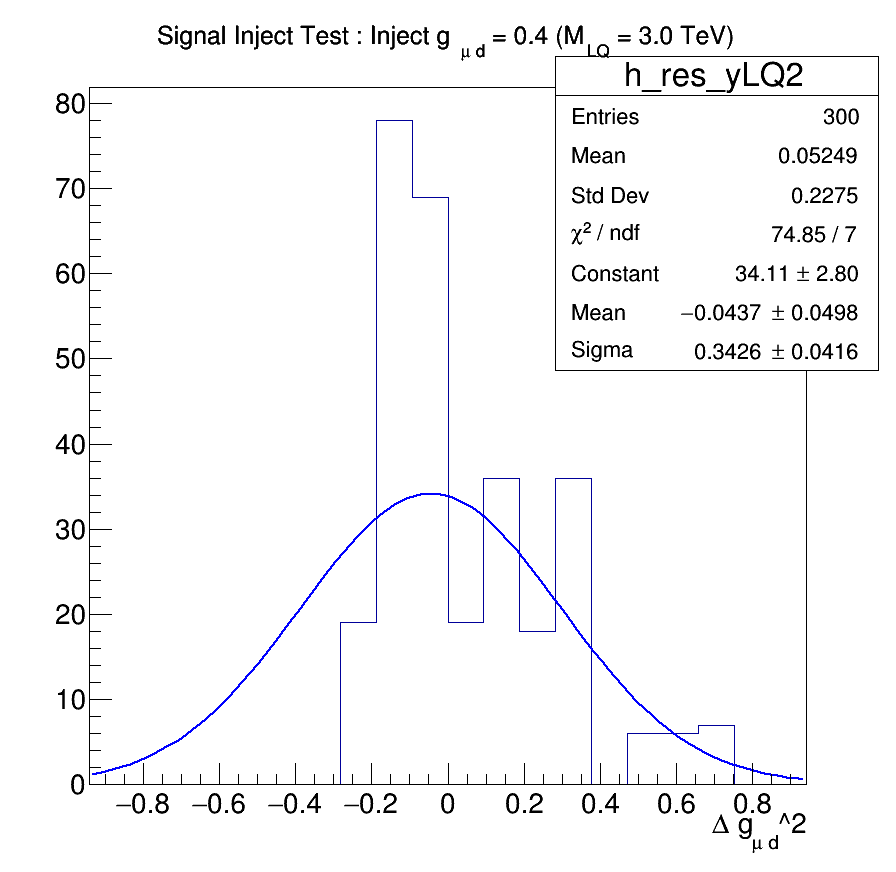 Signal Inject Test : Inject g μ d = 0.4 (M LQ = 3.0 TeV)
h_res_yLQ2
Entries 300
Mean 0.05249
Std Dev 0.2275
χ² / ndf 74.85 / 7
Constant 34.11 ± 2.80
Mean −0.0437 ± 0.0498
Sigma 0.3426 ± 0.0416
80
70
60
50
40
30
20
10
0
−0.8 −0.6 −0.4 −0.2 0 0.2 0.4 0.6 0.8
Δ g μ d ^2